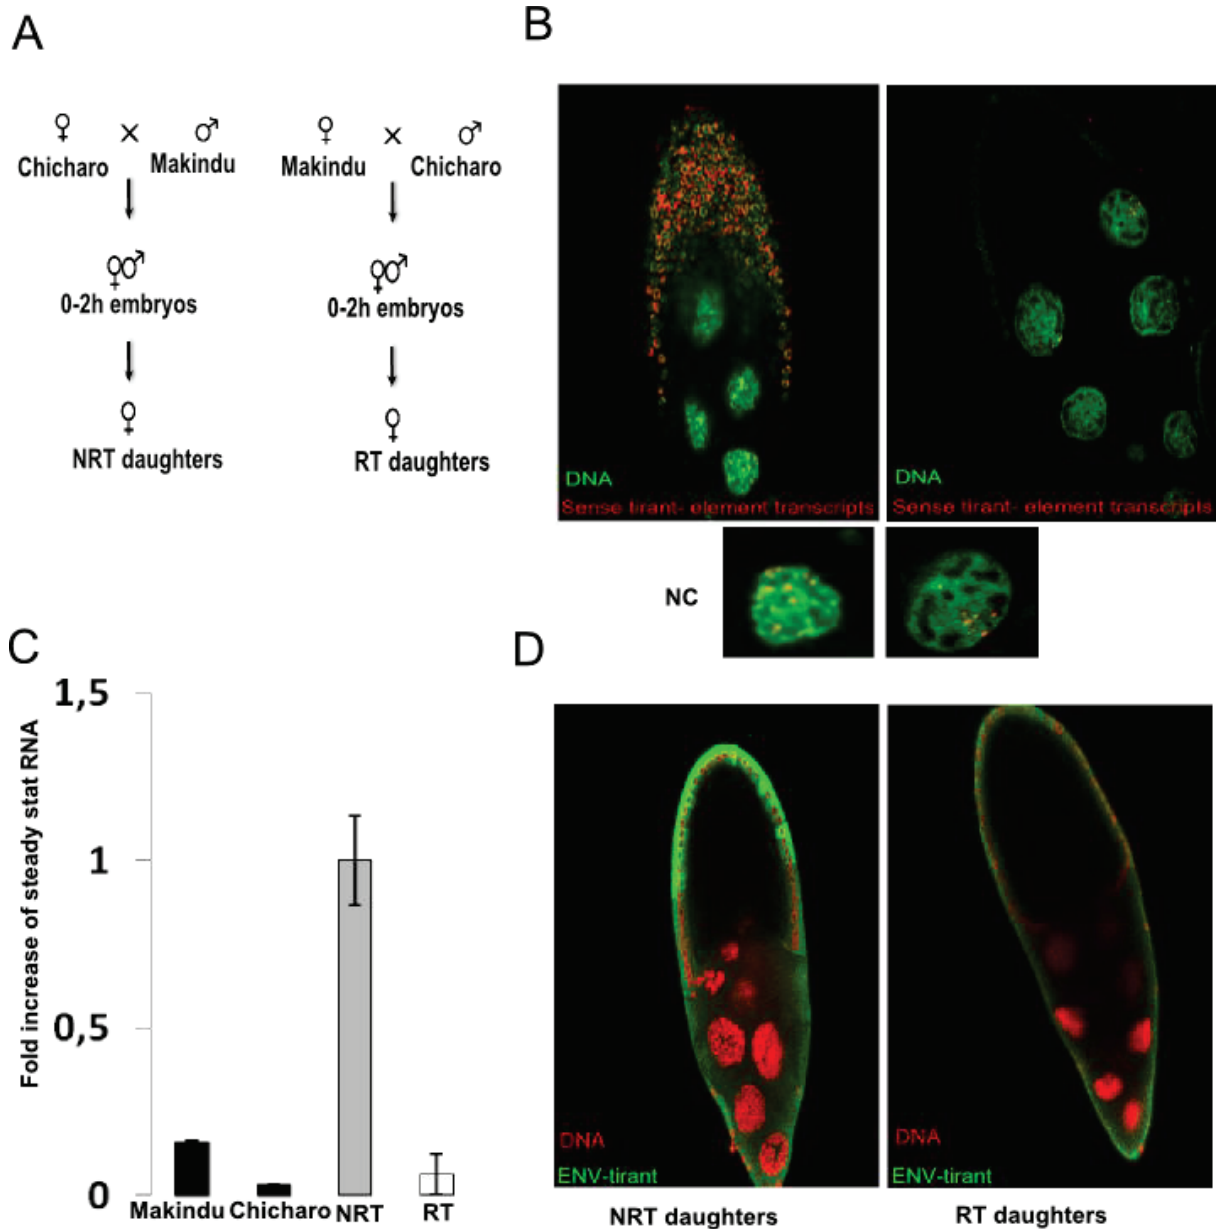 A
♀ × ♂
Chicharo Makindu
0-2h embryos
NRT daughters
♀ × ♂
Makindu Chicharo
0-2h embryos
RT daughters
B
DNA
Sense tirant- element transcripts
DNA
Sense tirant- element transcripts
NC
C
Fold increase of steady stat RNA
1,5
1
0,5
0
Makindu Chicharo NRT RT
D
DNA
ENV-tirant
DNA
ENV-tirant
NRT daughters
RT daughters